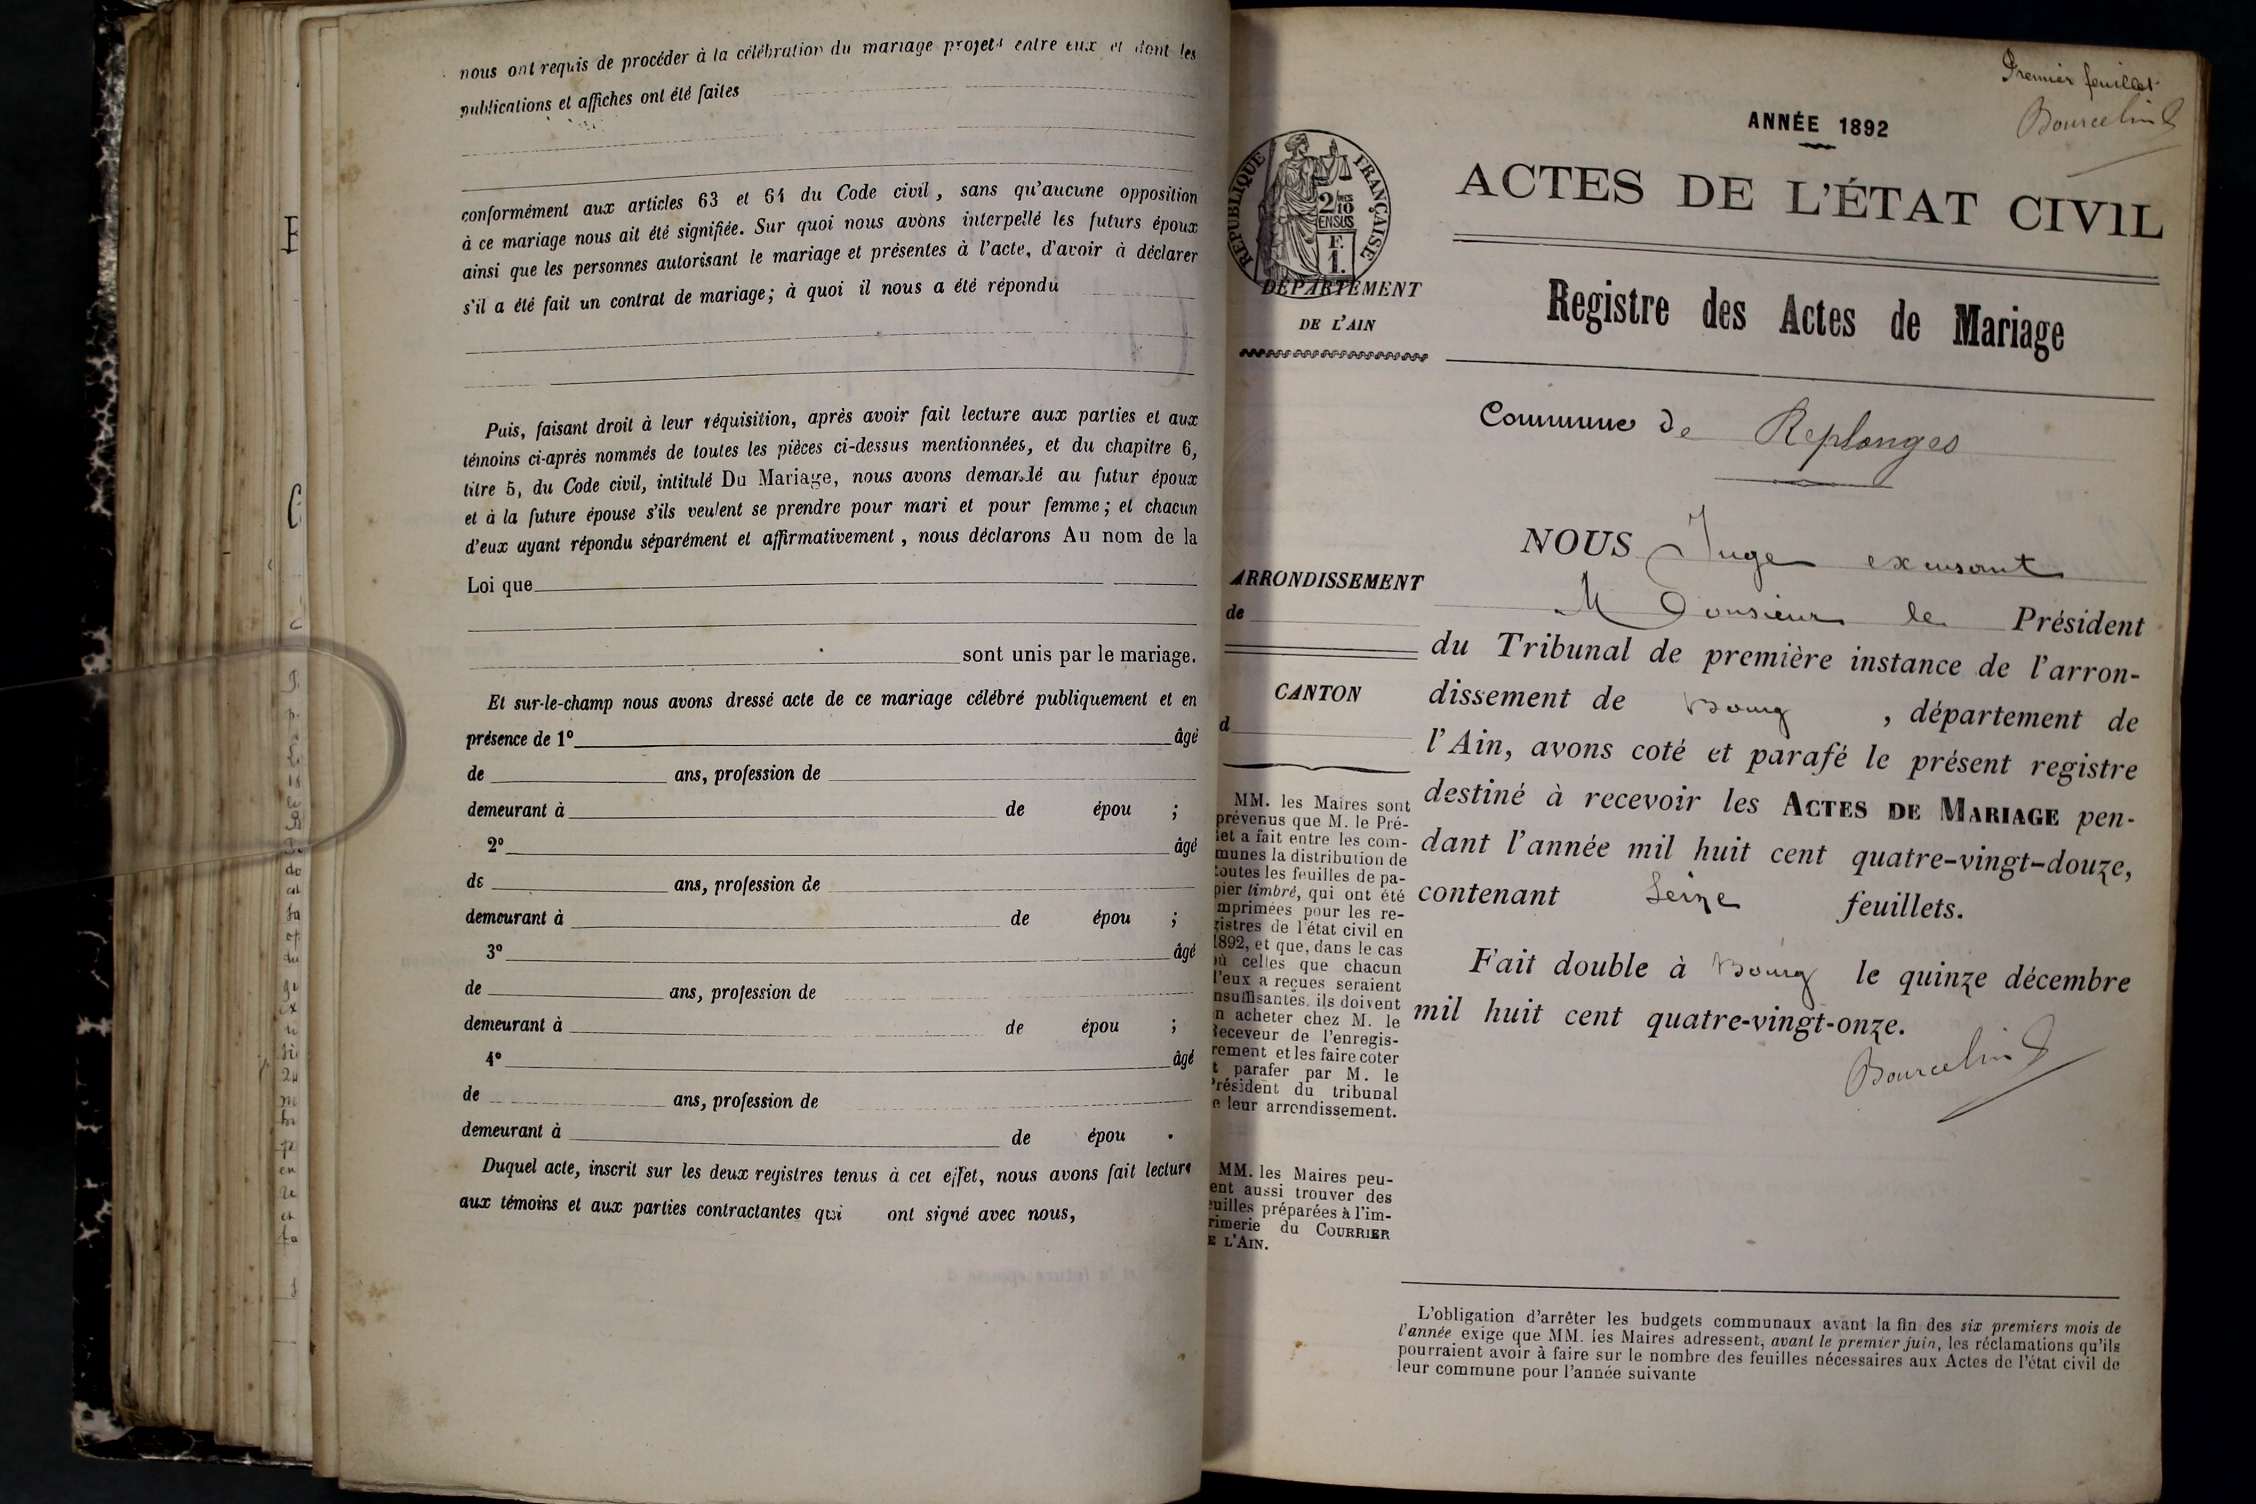 nous ont requis de procéder à la célébration du mariage projeté entre eux et dont les
publications et affiches ont été faites
conformément aux articles 63 et 64 du Code civil, sans qu'aucune opposition
à ce mariage nous ait été signifiée. Sur quoi nous avons interpellé les futurs époux
ainsi que les personnes autorisant le mariage et présentes à l'acte, d'avoir à déclarer
s'il a été fait un contrat de mariage; à quoi il nous a été répondu
Puis, faisant droit à leur réquisition, après avoir fait lecture aux parties et aux
témoins ci-après nommés de toutes les pièces ci-dessus mentionnées, et du chapitre 6,
titre 5, du Code civil, intitulé Du Mariage, nous avons demandé au futur époux
et à la future épouse s'ils veulent se prendre pour mari et pour femme; et chacun
d'eux ayant répondu séparément et affirmativement, nous déclarons Au nom de la
Loi que
sont unis par le mariage.
Et sur-le-champ nous avons dressé acte de ce mariage célébré publiquement et en
présence de 1° âgé
de ans, profession de
demeurant à de épou ;
2° âgé
de ans, profession de
demeurant à de épou ;
3° âgé
de ans, profession de
demeurant à de épou ;
4° âgé
de ans, profession de
demeurant à de épou .
Duquel acte, inscrit sur les deux registres tenus à cet effet, nous avons fait lecture
aux témoins et aux parties contractantes qui ont signé avec nous,
Premier feuillet
Bourcelin
ANNÉE 1892
ACTES DE L'ÉTAT CIVIL
RÉPUBLIQUE FRANÇAISE
2/10
EN SUS
F.
1.
DÉPARTEMENT
DE L'AIN
Registre des Actes de Mariage
Commune de Replonges
ARRONDISSEMENT
de
CANTON
d
MM. les Maires sont
prévenus que M. le Pré-
fet a fait entre les com-
munes la distribution de
toutes les feuilles de pa-
pier timbré, qui ont été
imprimées pour les re-
gistres de l'état civil en
1892, et que, dans le cas
où celles que chacun
d'eux a reçues seraient
insuffisantes, ils doivent
en acheter chez M. le
Receveur de l'enregis-
trement et les faire coter
et parafer par M. le
Président du tribunal
de leur arrondissement.
MM. les Maires peu-
vent aussi trouver des
feuilles préparées à l'im-
primerie du COURRIER
DE L'AIN.
NOUS Juge excusant
Monsieur le Président
du Tribunal de première instance de l'arron-
dissement de Bourg, département de
l'Ain, avons coté et parafé le présent registre
destiné à recevoir les ACTES DE MARIAGE pen-
dant l'année mil huit cent quatre-vingt-douze,
contenant Seize feuillets.
Fait double à Bourg le quinze décembre
mil huit cent quatre-vingt-onze.
Bourcelin
L'obligation d'arrêter les budgets communaux avant la fin des six premiers mois de
l'année exige que MM. les Maires adressent, avant le premier juin, les réclamations qu'ils
pourraient avoir à faire sur le nombre des feuilles nécessaires aux Actes de l'état civil de
leur commune pour l'année suivante